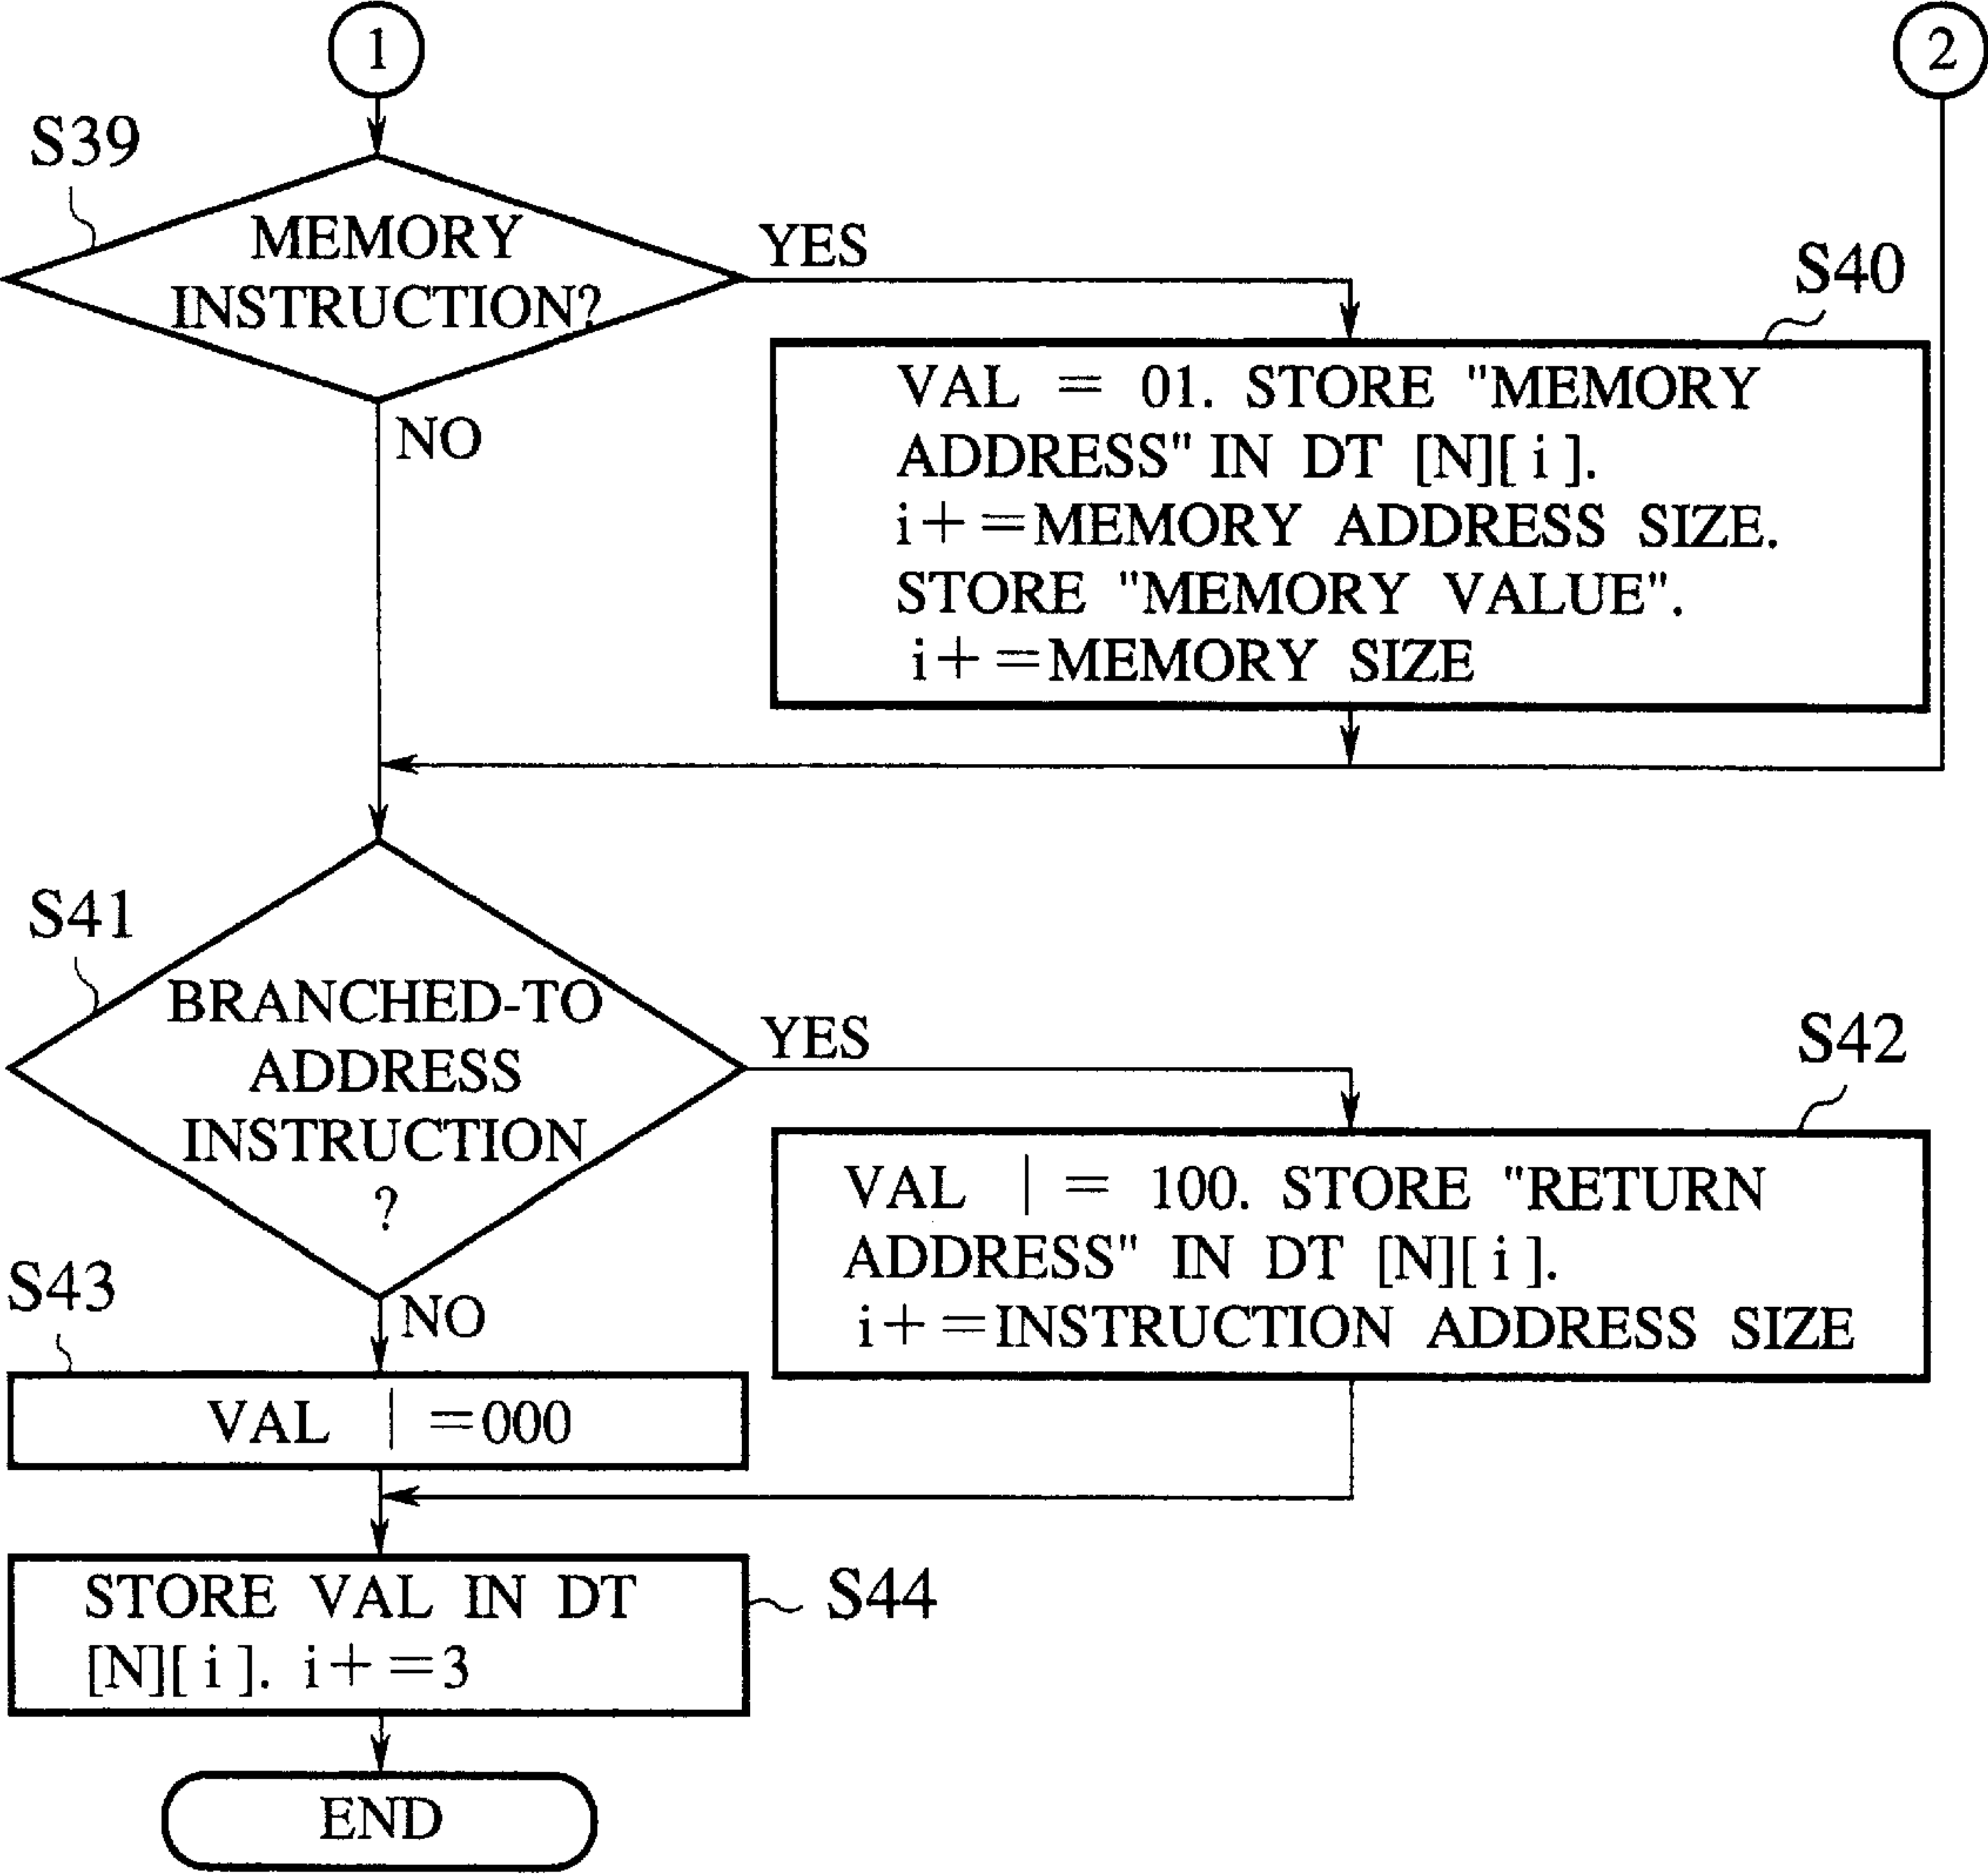 1
2
S39
MEMORY
INSTRUCTION?
YES
NO
S40
VAL = 01. STORE "MEMORY
ADDRESS" IN DT [N][ i ].
i+=MEMORY ADDRESS SIZE.
STORE "MEMORY VALUE".
i+=MEMORY SIZE
S41
BRANCHED-TO
ADDRESS
INSTRUCTION
?
YES
NO
S42
VAL | = 100. STORE "RETURN
ADDRESS" IN DT [N][ i ].
i+=INSTRUCTION ADDRESS SIZE
S43
VAL | =000
STORE VAL IN DT
[N][ i ]. i+=3
S44
END